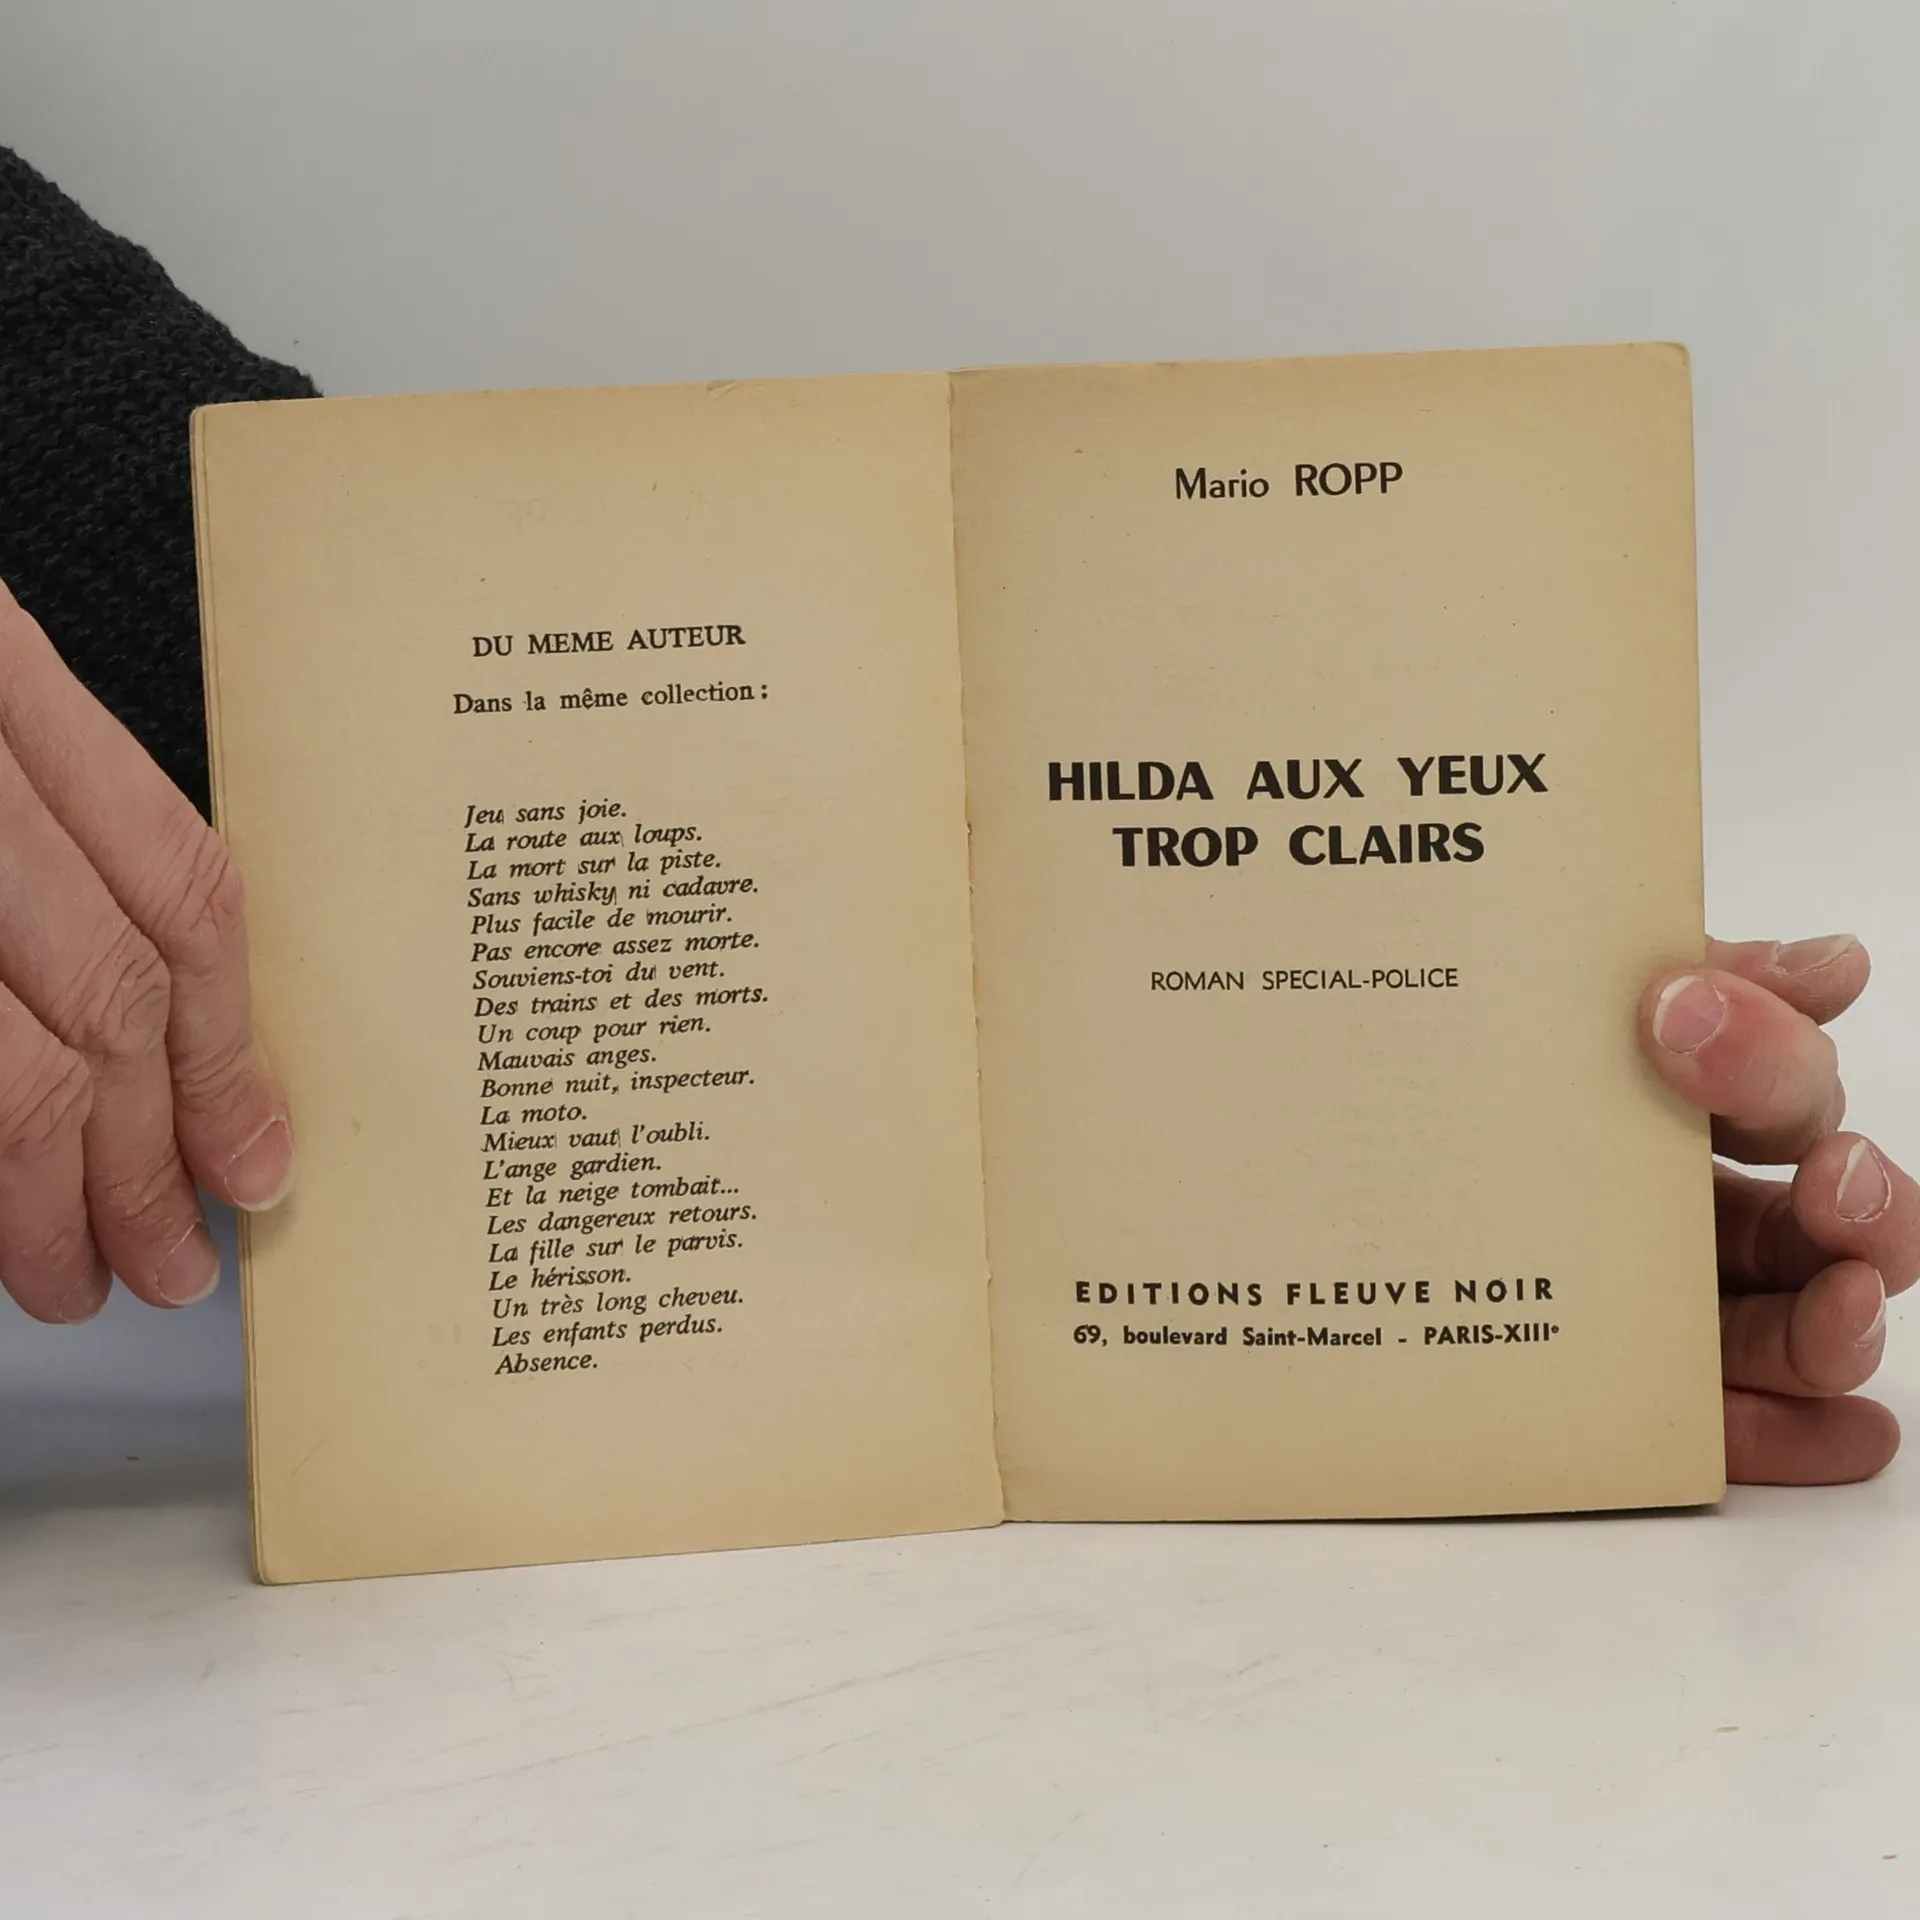 DU MEME AUTEUR
Dans la même collection :
Jeu sans joie.
La route aux loups.
La mort sur la piste.
Sans whisky ni cadavre.
Plus facile de mourir.
Pas encore assez morte.
Souviens-toi du vent.
Des trains et des morts.
Un coup pour rien.
Mauvais anges.
Bonne nuit, inspecteur.
La moto.
Mieux vaut l'oubli.
L'ange gardien.
Et la neige tombait...
Les dangereux retours.
La fille sur le parvis.
Le hérisson.
Un très long cheveu.
Les enfants perdus.
Absence.
Mario ROPP
HILDA AUX YEUX
TROP CLAIRS
ROMAN SPECIAL-POLICE
EDITIONS FLEUVE NOIR
69, boulevard Saint-Marcel - PARIS-XIIIe